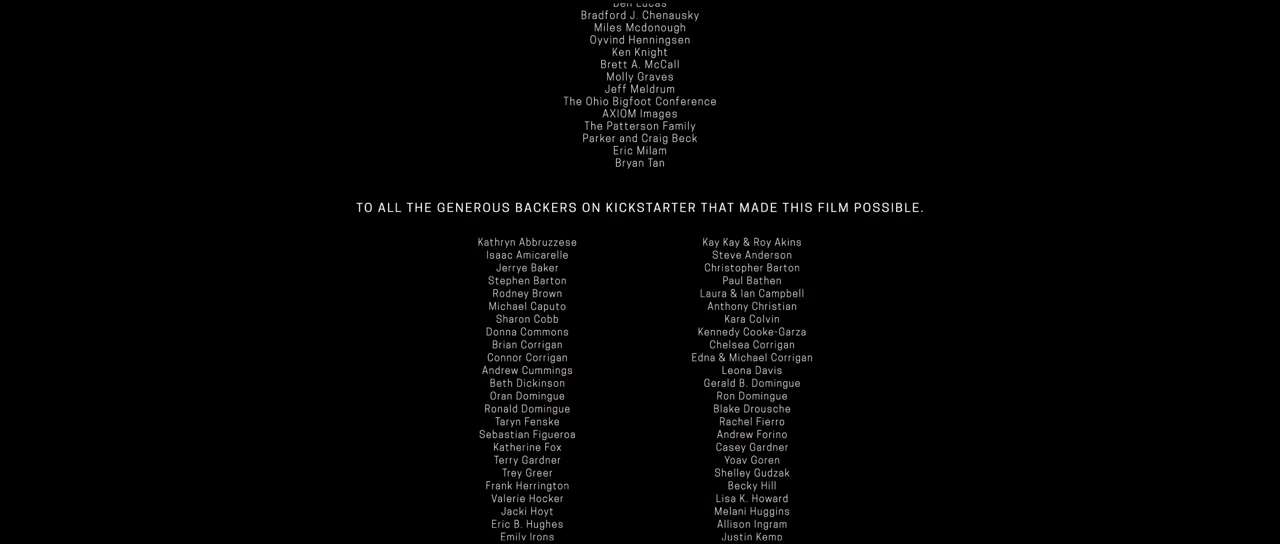 Ben Lucas
Bradford J. Chenausky
Miles Mcdonough
Oyvind Henningsen
Ken Knight
Brett A. McCall
Molly Graves
Jeff Meldrum
The Ohio Bigfoot Conference
AXIOM Images
The Patterson Family
Parker and Craig Beck
Eric Milam
Bryan Tan
TO ALL THE GENEROUS BACKERS ON KICKSTARTER THAT MADE THIS FILM POSSIBLE.
Kathryn Abbruzzese
Isaac Amicarelle
Jerrye Baker
Stephen Barton
Rodney Brown
Michael Caputo
Sharon Cobb
Donna Commons
Brian Corrigan
Connor Corrigan
Andrew Cummings
Beth Dickinson
Oran Domingue
Ronald Domingue
Taryn Fenske
Sebastian Figueroa
Katherine Fox
Terry Gardner
Trey Greer
Frank Herrington
Valerie Hocker
Jacki Hoyt
Eric B. Hughes
Emily Irons
Kay Kay & Roy Akins
Steve Anderson
Christopher Barton
Paul Bathen
Laura & Ian Campbell
Anthony Christian
Kara Colvin
Kennedy Cooke-Garza
Chelsea Corrigan
Edna & Michael Corrigan
Leona Davis
Gerald B. Domingue
Ron Domingue
Blake Drousche
Rachel Fierro
Andrew Forino
Casey Gardner
Yoav Goren
Shelley Gudzak
Becky Hill
Lisa K. Howard
Melani Huggins
Allison Ingram
Justin Kemp